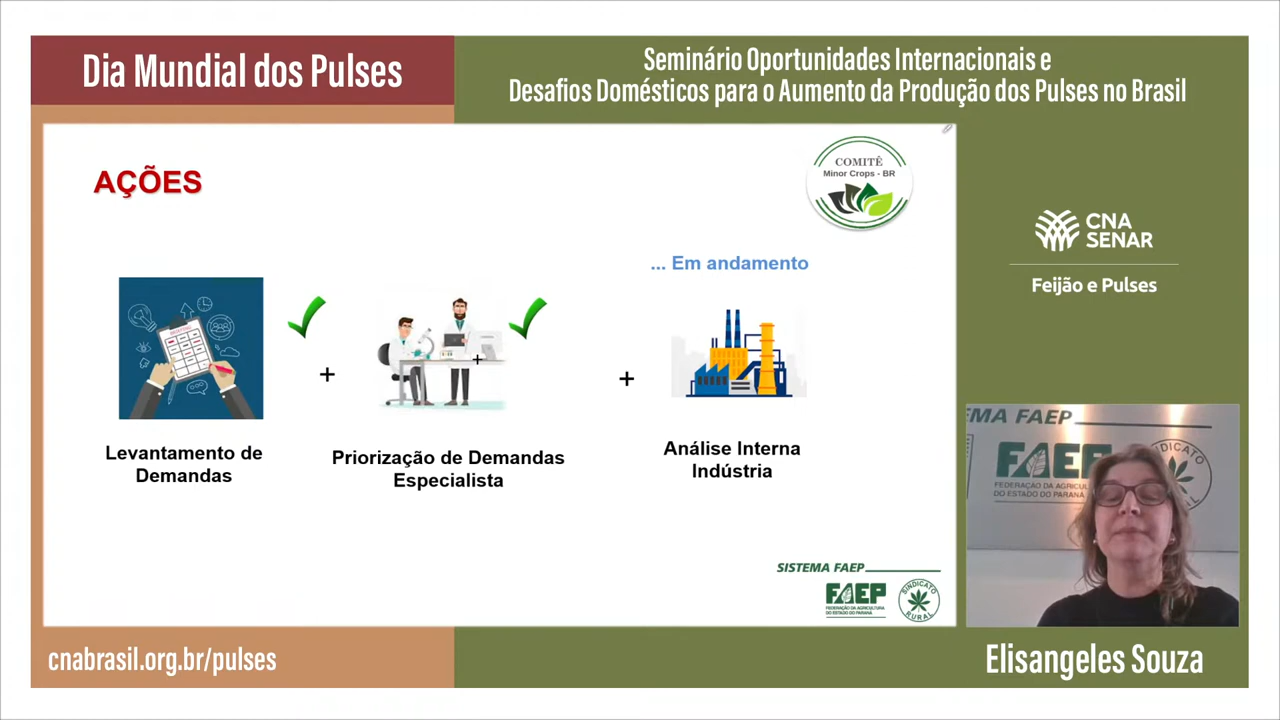 Dia Mundial dos Pulses
Seminário Oportunidades Internacionais e
Desafios Domésticos para o Aumento da Produção dos Pulses no Brasil
AÇÕES
COMITÊ
Minor Crops - BR
... Em andamento
+
+
Levantamento de
Demandas
Priorização de Demandas
Especialista
Análise Interna
Indústria
SISTEMA FAEP
FAEP
FEDERAÇÃO DA AGRICULTURA
DO ESTADO DO PARANÁ
SINDICATO
RURAL
CNA
SENAR
Feijão e Pulses
EMA FAEP
FAEP
FEDERAÇÃO DA AGRICUL
DO ESTADO DO PARANÁ
cnabrasil.org.br/pulses
Elisangeles Souza